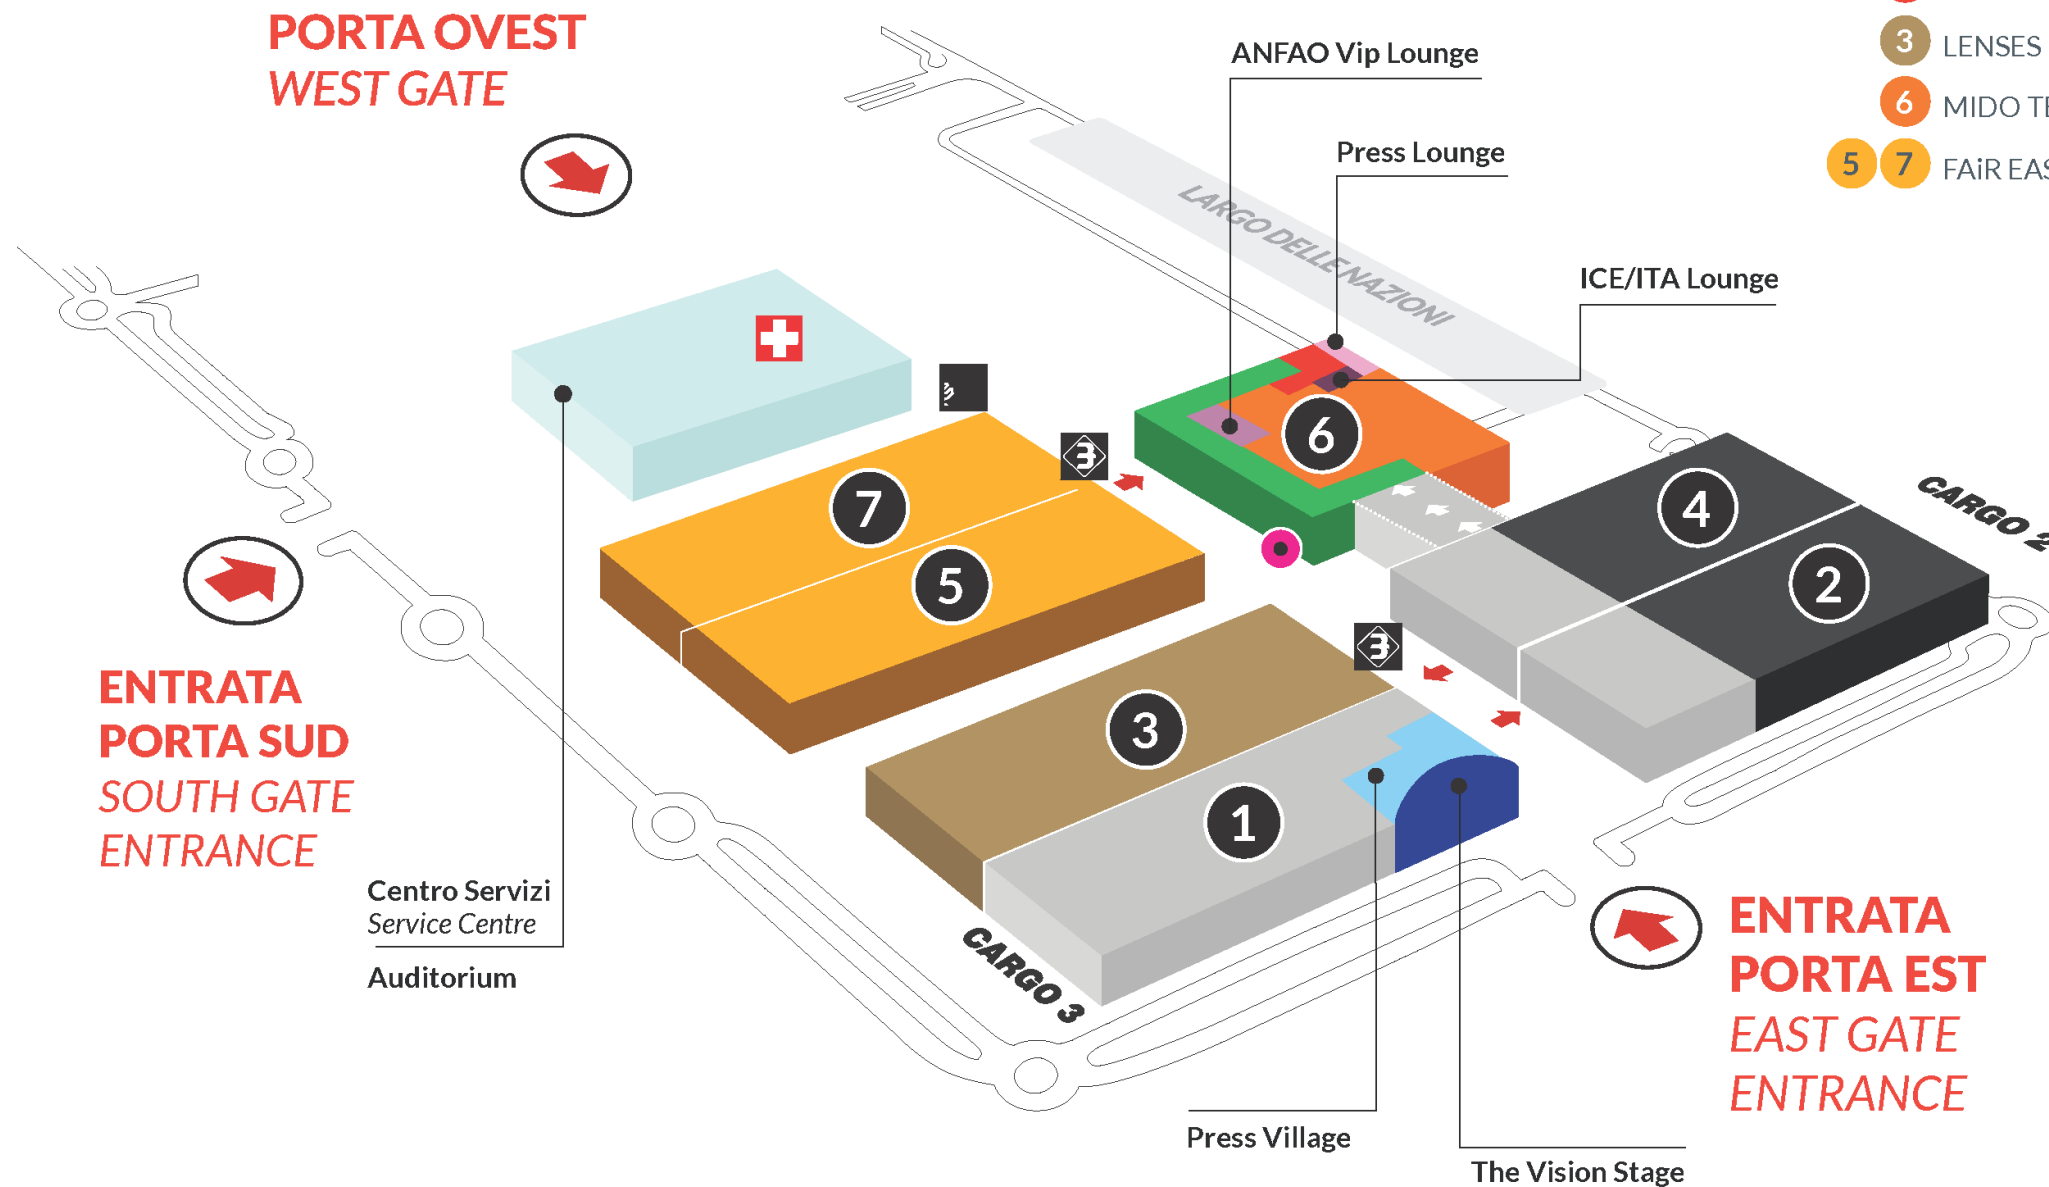 PORTA OVEST
WEST GATE
ANFAO Vip Lounge
3 LENSES
6 MIDO
5 7 FAiR
Press Lounge
LARGO DELLE NAZIONI
ICE/ITA Lounge
6
7
4
CARGO 2
5
2
3
1
ENTRATA
PORTA SUD
SOUTH GATE
ENTRANCE
Centro Servizi
Service Centre
Auditorium
CARGO 3
ENTRATA
PORTA EST
EAST GATE
ENTRANCE
Press Village
The Vision Stage